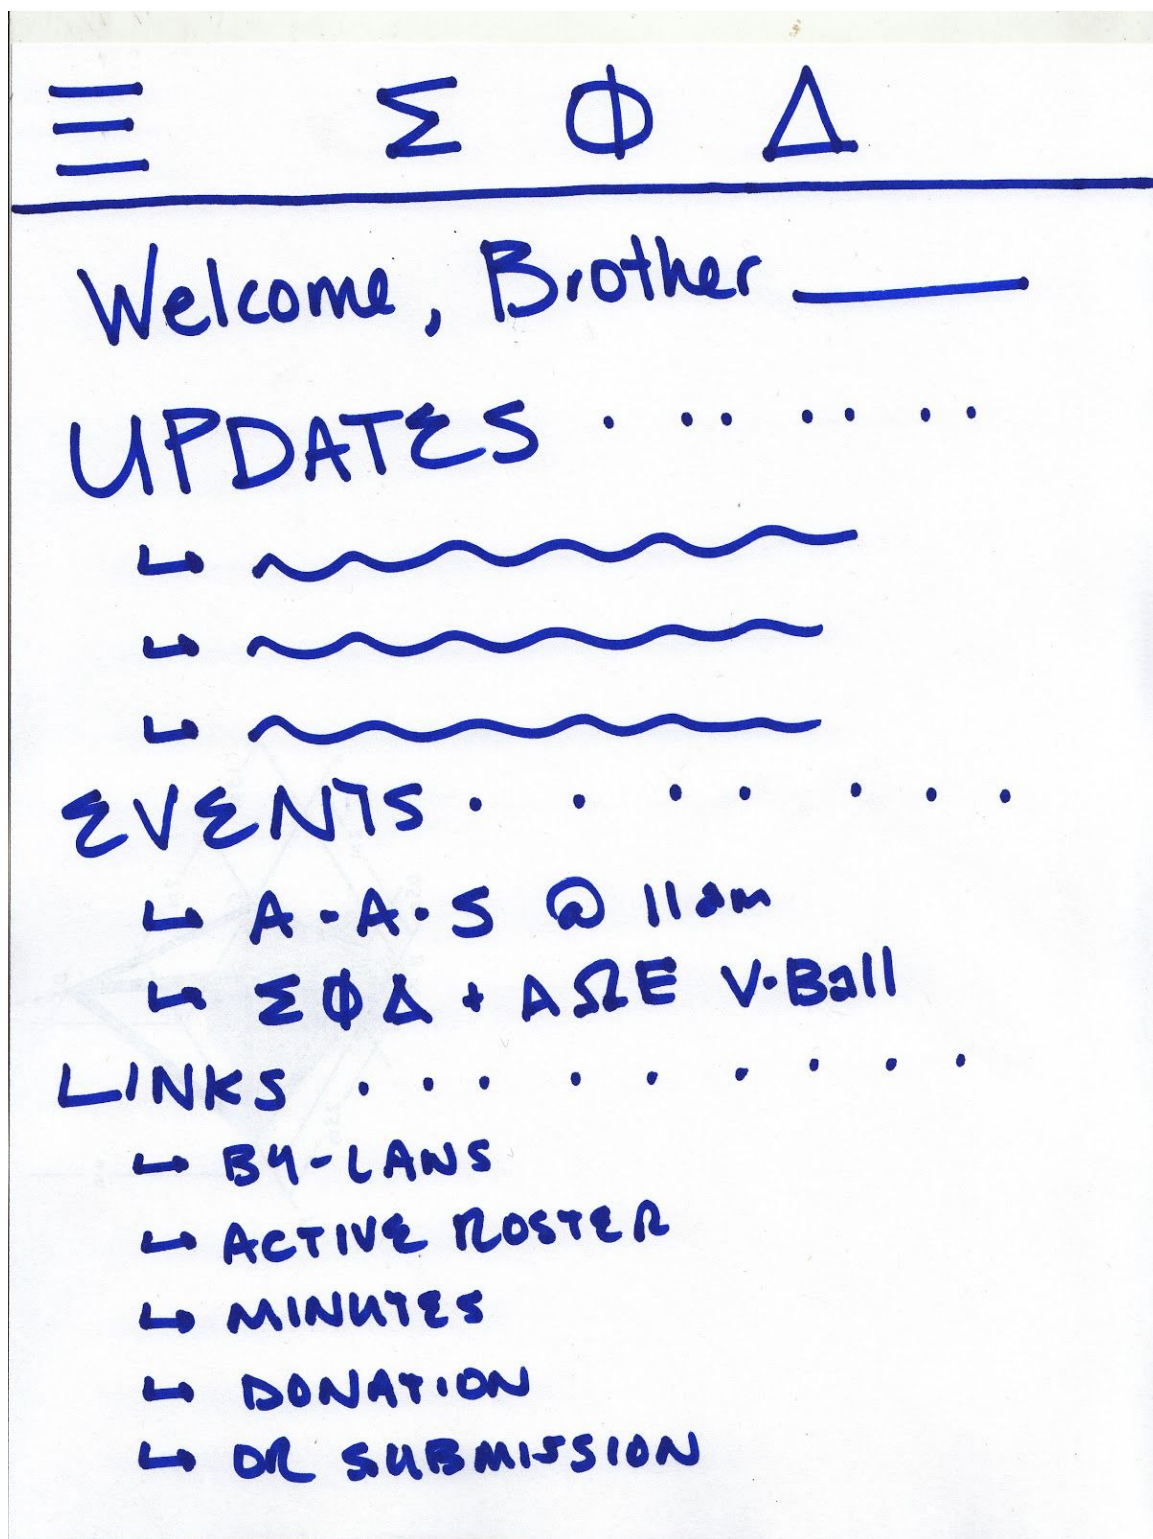 Σ Φ Δ
Welcome, Brother
UPDATES
EVENTS
A-A-S @ 11am
ΣΦΔ + AΩE V-Ball
LINKS
BY-LAWS
ACTIVE ROSTER
MINUTES
DONATION
DR SUBMISSION